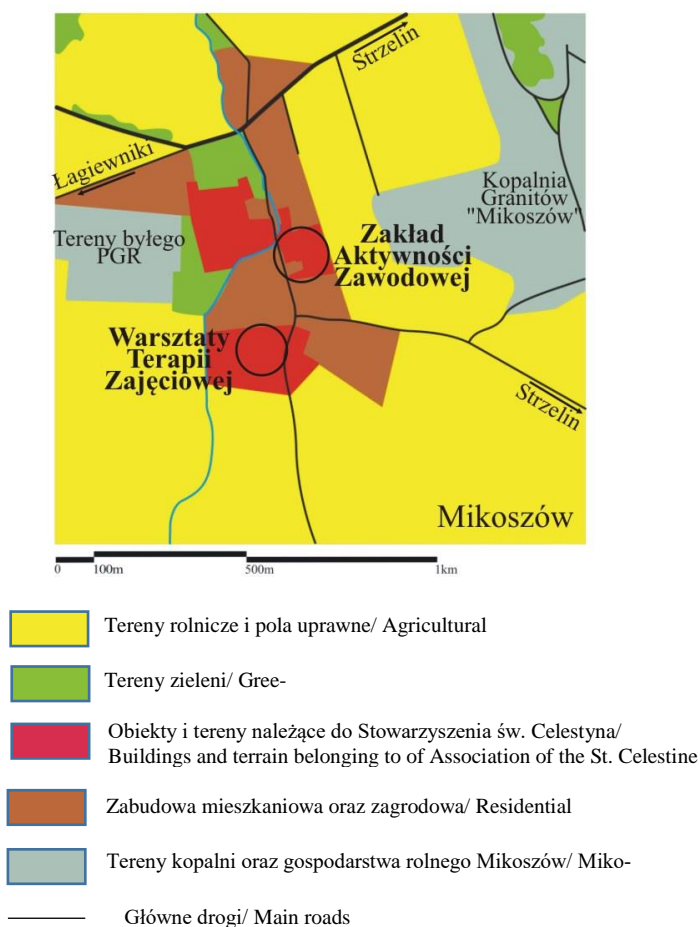 Strzelin
Łagiewniki
Kopalnia
Granitów
"Mikoszów"
Tereny byłego
PGR
Zakład
Aktywności
Zawodowej
Warsztaty
Terapii
Zajęciowej
Strzelin
Mikoszów
0 100m 500m 1km
Tereny rolnicze i pola uprawne/ Agricultural
Tereny zieleni/ Gree-
Obiekty i tereny należące do Stowarzyszenia św. Celestyna/
Buildings and terrain belonging to of Association of the St. Celestine
Zabudowa mieszkaniowa oraz zagrodowa/ Residential
Tereny kopalni oraz gospodarstwa rolnego Mikoszów/ Miko-
Główne drogi/ Main roads